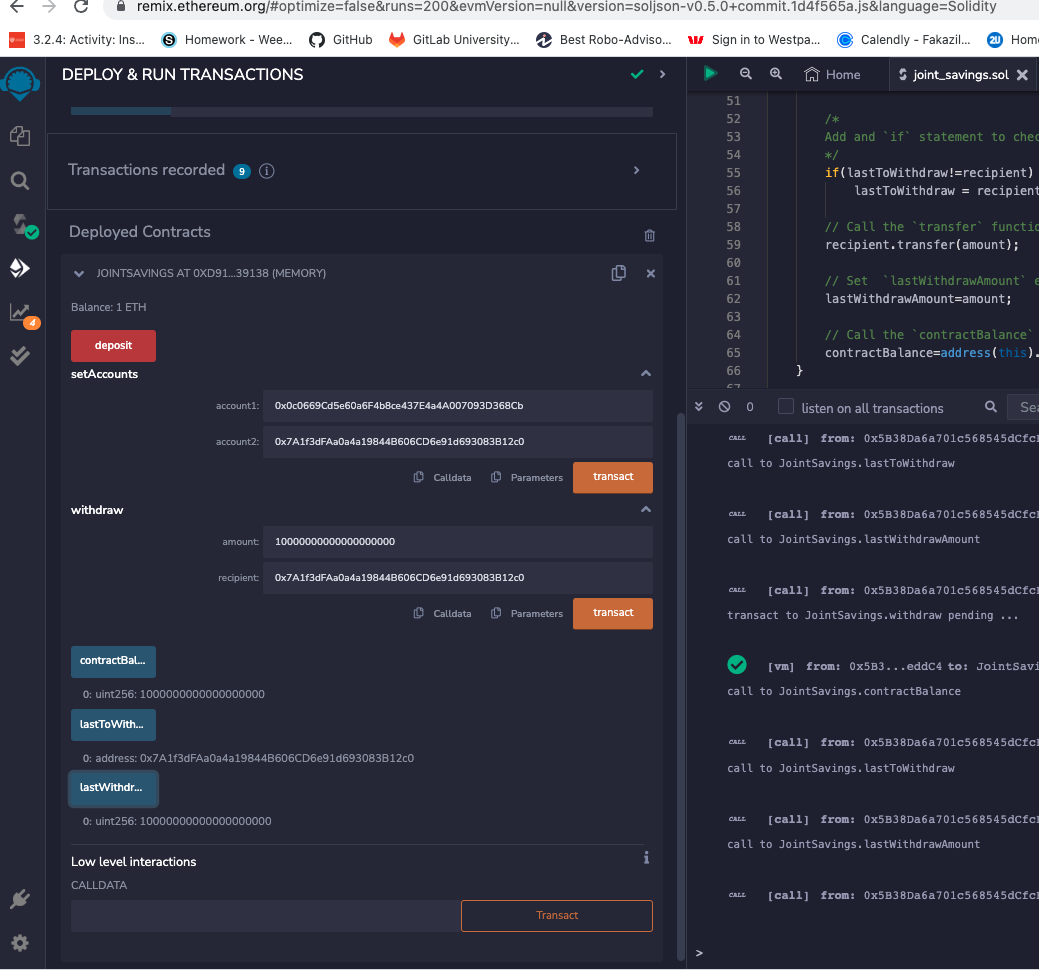 remix.ethereum.org/#optimize=false&runs=200&evmVersion=null&version=soljson-v0.5.0+commit.1d4f565a.js&language=Solidity
3.2.4: Activity: Ins... Homework - Wee... GitHub GitLab University... Best Robo-Adviso... Sign in to Westpa... Calendly - Fakazil... 2U Hom
DEPLOY & RUN TRANSACTIONS
Home joint_savings.sol
Transactions recorded 9 i
Deployed Contracts
JOINTSAVINGS AT 0XD91...39138 (MEMORY)
Balance: 1 ETH
deposit
setAccounts
account1: 0x0c0669Cd5e60a6F4b8ce437E4a4A007093D368Cb
account2: 0x7A1f3dFAa0a4a19844B606CD6e91d693083B12c0
Calldata Parameters transact
withdraw
amount: 10000000000000000000
recipient: 0x7A1f3dFAa0a4a19844B606CD6e91d693083B12c0
Calldata Parameters transact
contractBal...
0: uint256: 1000000000000000000
lastToWith...
0: address: 0x7A1f3dFAa0a4a19844B606CD6e91d693083B12c0
lastWithdr...
0: uint256: 10000000000000000000
Low level interactions i
CALLDATA
Transact
4
51
52 /*
53 Add and `if` statement to chec
54 */
55 if(lastToWithdraw!=recipient)
56 lastToWithdraw = recipient
57
58 // Call the `transfer` functio
59 recipient.transfer(amount);
60
61 // Set  `lastWithdrawAmount` e
62 lastWithdrawAmount=amount;
63
64 // Call the `contractBalance`
65 contractBalance=address(this).
66 }
67
0 listen on all transactions Sea
CALL [call] from: 0x5B38Da6a701c568545dCfcB
call to JointSavings.lastToWithdraw
CALL [call] from: 0x5B38Da6a701c568545dCfcB
call to JointSavings.lastWithdrawAmount
CALL [call] from: 0x5B38Da6a701c568545dCfcB
transact to JointSavings.withdraw pending ...
[vm] from: 0x5B3...eddC4 to: JointSavi
call to JointSavings.contractBalance
CALL [call] from: 0x5B38Da6a701c568545dCfcB
call to JointSavings.lastToWithdraw
CALL [call] from: 0x5B38Da6a701c568545dCfcB
call to JointSavings.lastWithdrawAmount
CALL [call] from: 0x5B38Da6a701c568545dCfcB
>